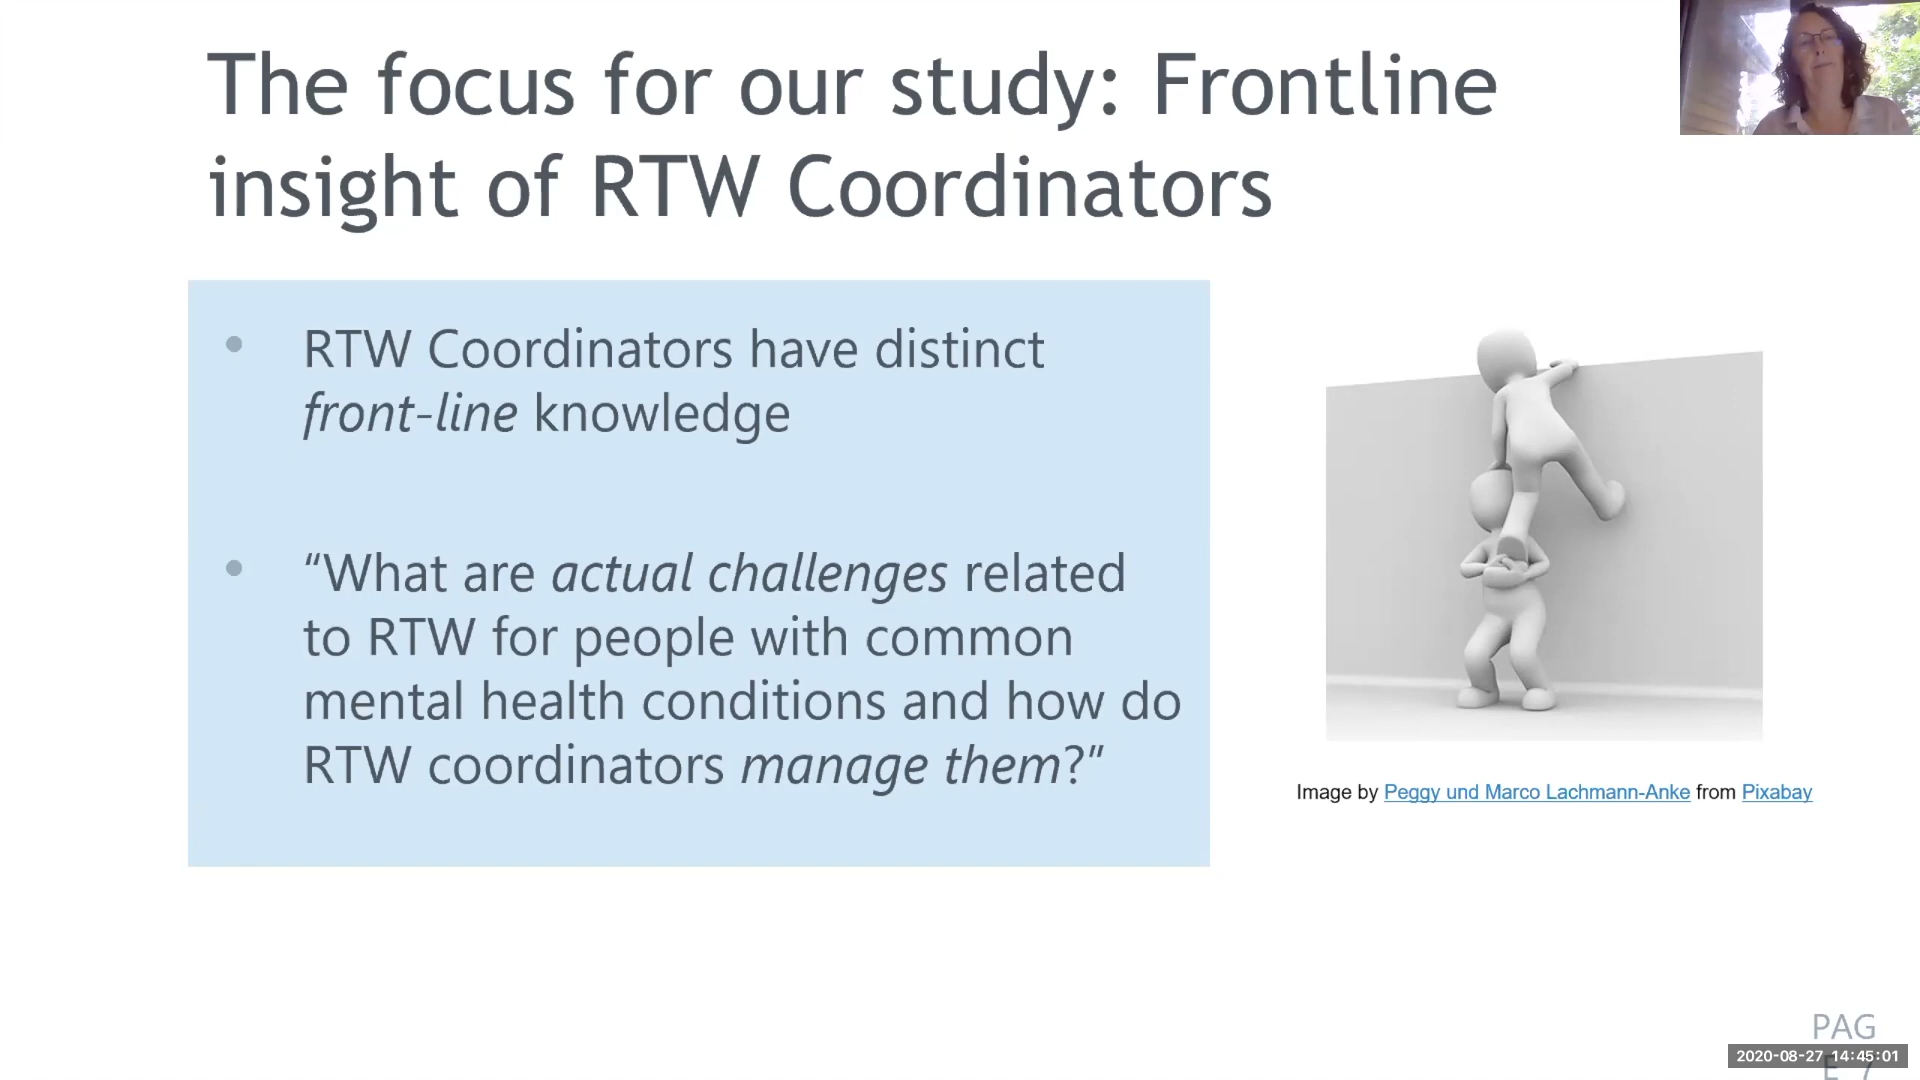 The focus for our study: Frontline
insight of RTW Coordinators
• RTW Coordinators have distinct
front-line knowledge
• “What are actual challenges related
to RTW for people with common
mental health conditions and how do
RTW coordinators manage them?”
Image by Peggy und Marco Lachmann-Anke from Pixabay
PAG
E 7
2020-08-27 14:45:01